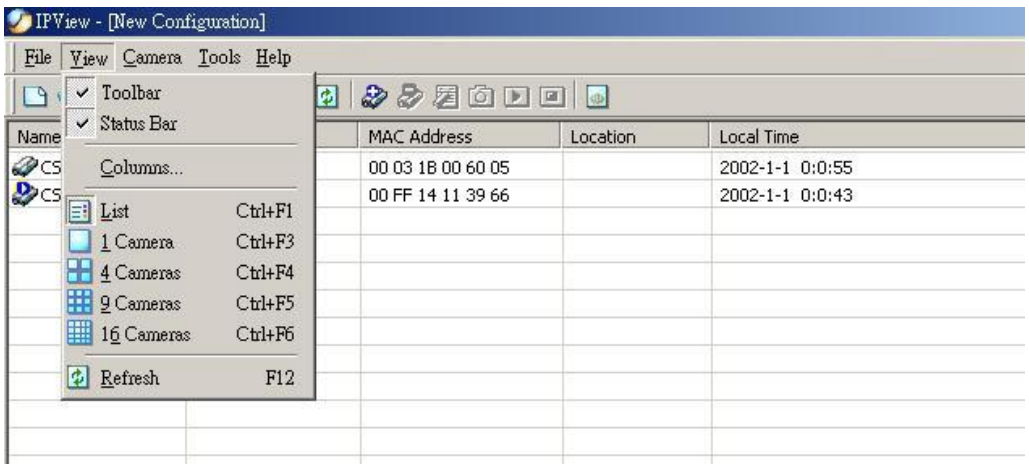 IPView - [New Configuration]
File View Camera Tools Help
Toolbar
Status Bar
Columns...
List Ctrl+F1
1 Camera Ctrl+F3
4 Cameras Ctrl+F4
9 Cameras Ctrl+F5
16 Cameras Ctrl+F6
Refresh F12
Name MAC Address Location Local Time
CS 00 03 1B 00 60 05 2002-1-1 0:0:55
CS 00 FF 14 11 39 66 2002-1-1 0:0:43